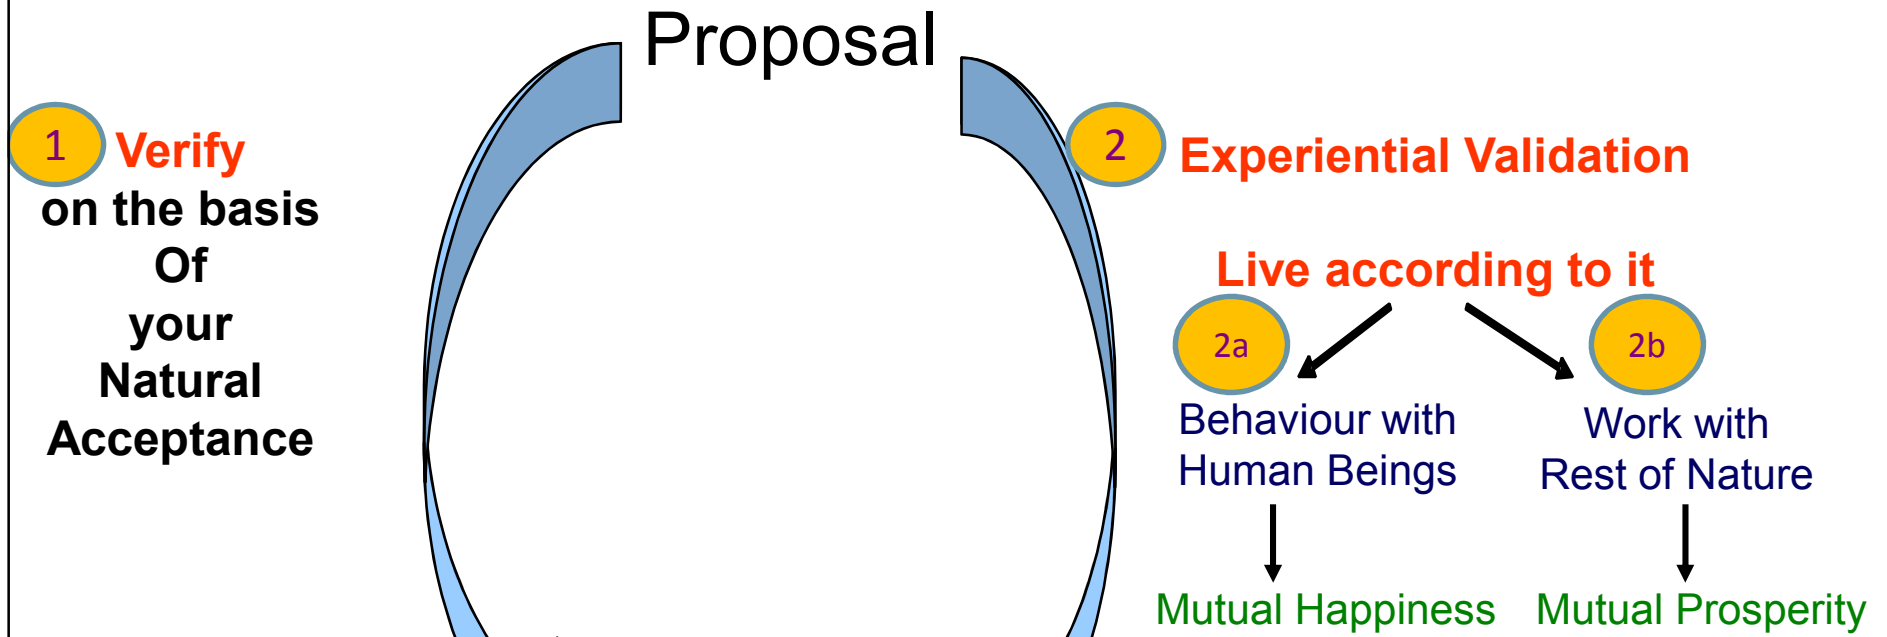 Proposal
1 Verify
on the basis
Of
your
Natural
Acceptance
2 Experiential Validation
Live according to it
2a
Behaviour with
Human Beings
Mutual Happiness
2b
Work with
Rest of Nature
Mutual Prosperity